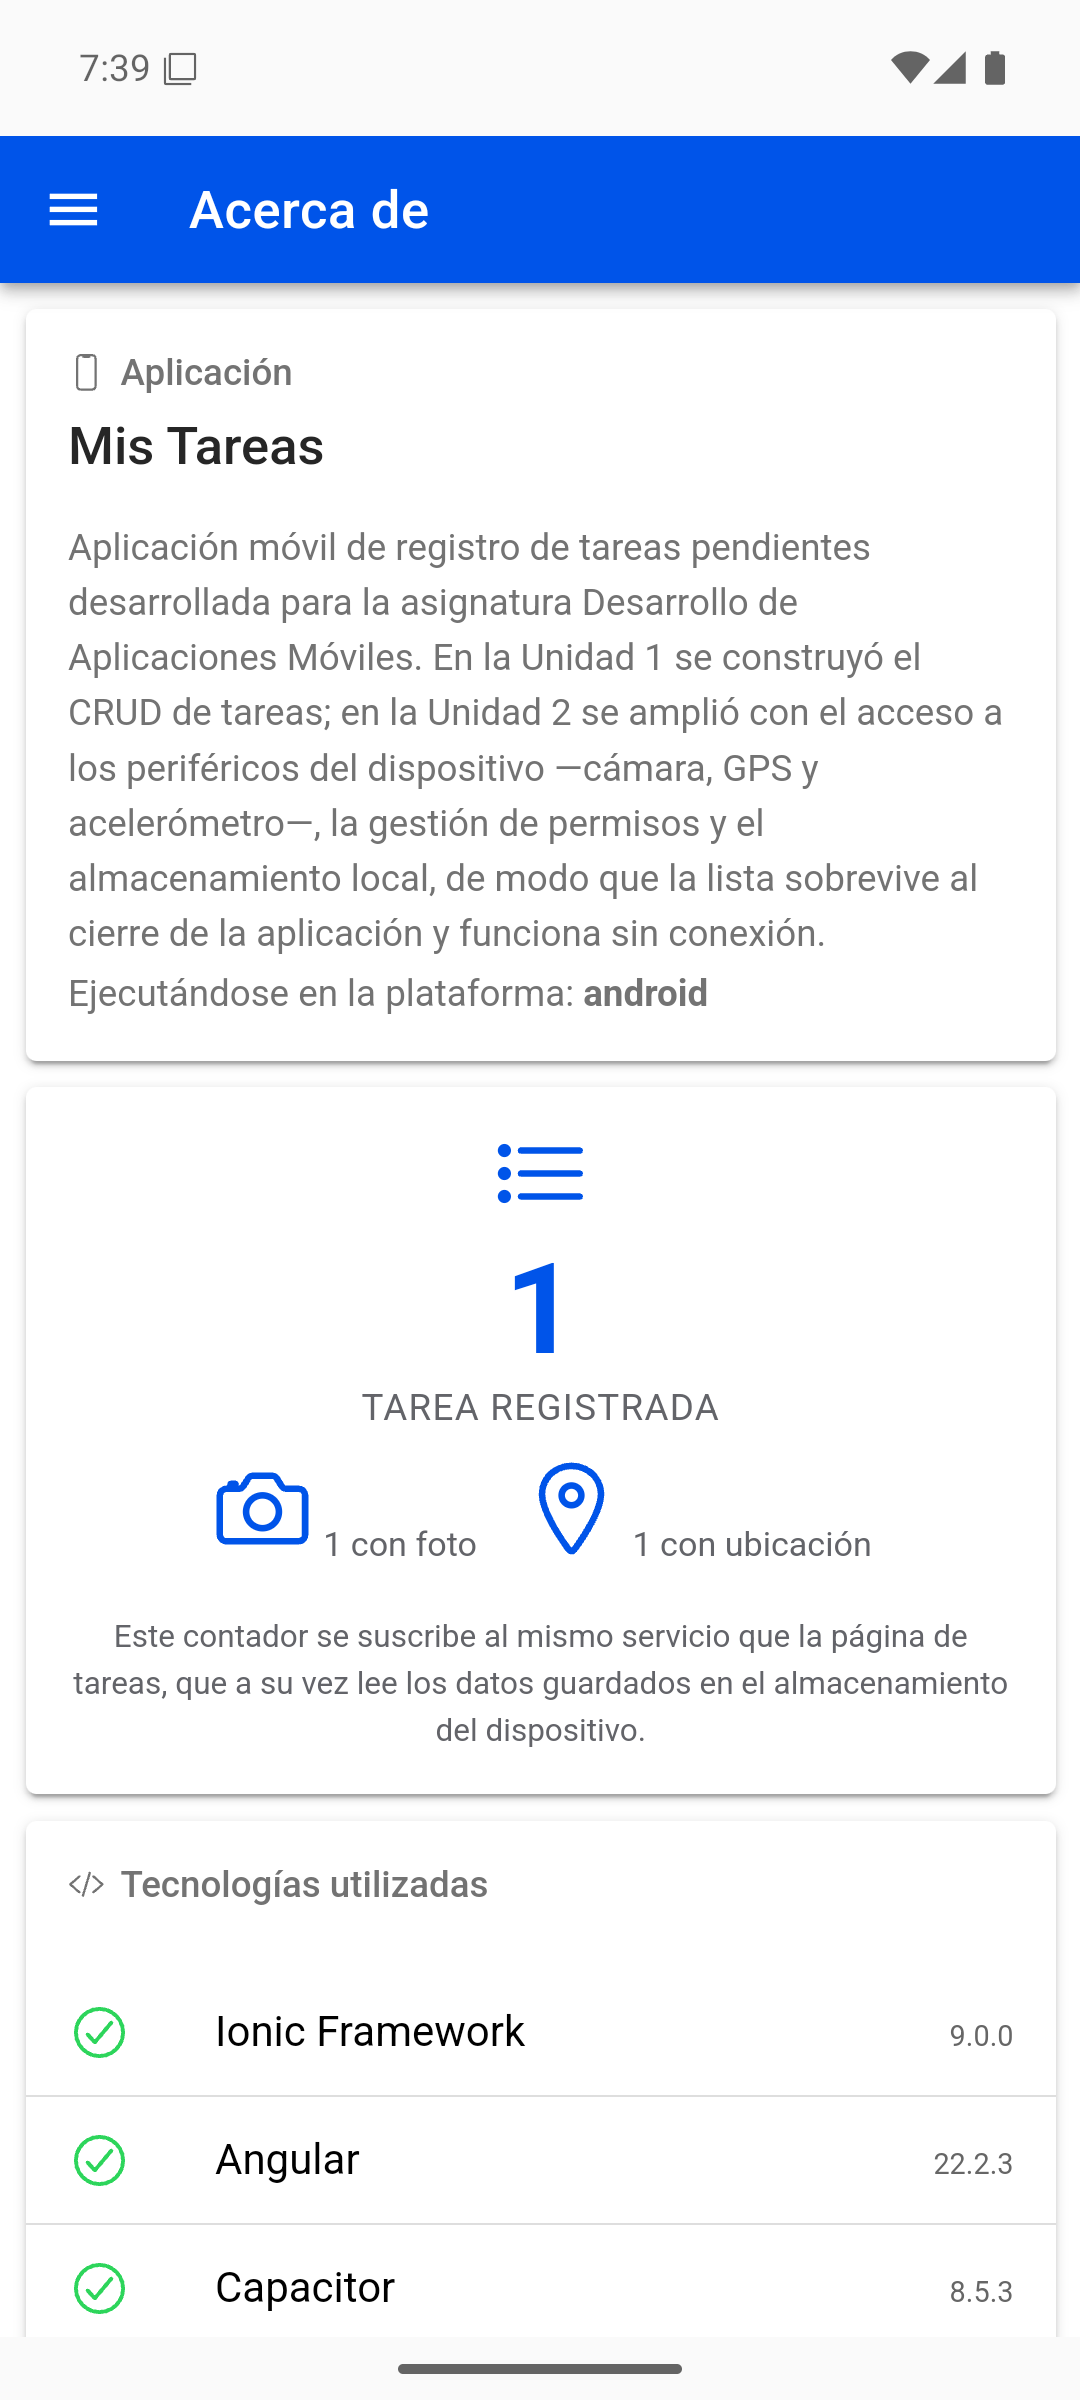 7:39
Acerca de
Aplicación
Mis Tareas
Aplicación móvil de registro de tareas pendientes
desarrollada para la asignatura Desarrollo de
Aplicaciones Móviles. En la Unidad 1 se construyó el
CRUD de tareas; en la Unidad 2 se amplió con el acceso a
los periféricos del dispositivo —cámara, GPS y
acelerómetro—, la gestión de permisos y el
almacenamiento local, de modo que la lista sobrevive al
cierre de la aplicación y funciona sin conexión.
Ejecutándose en la plataforma: android
1
TAREA REGISTRADA
1 con foto 1 con ubicación
Este contador se suscribe al mismo servicio que la página de
tareas, que a su vez lee los datos guardados en el almacenamiento
del dispositivo.
</> Tecnologías utilizadas
Ionic Framework 9.0.0
Angular 22.2.3
Capacitor 8.5.3